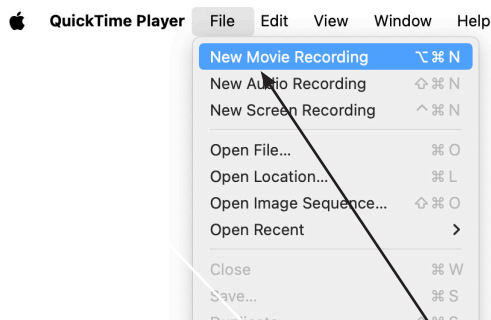 QuickTime Player File Edit View Window Help
New Movie Recording ⌥⌘N
New Audio Recording ⇧⌘N
New Screen Recording ^⌘N
Open File... ⌘O
Open Location... ⌘L
Open Image Sequence... ⇧⌘O
Open Recent >
Close ⌘W
Save... ⌘S
Duplicate ⇧⌘S